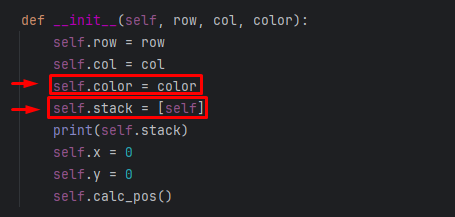 def __init__(self, row, col, color):
self.row = row
self.col = col
self.color = color
self.stack = [self]
print(self.stack)
self.x = 0
self.y = 0
self.calc_pos()